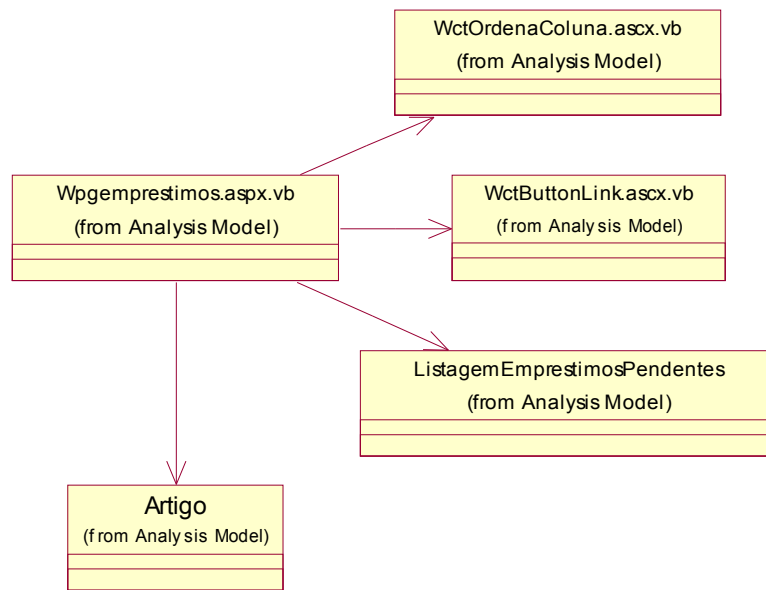 WctOrdenaColuna.ascx.vb
(from Analysis Model)
Wpgemprestimos.aspx.vb
(from Analysis Model)
WctButtonLink.ascx.vb
(from Analysis Model)
ListagemEmprestimosPendentes
(from Analysis Model)
Artigo
(from Analysis Model)